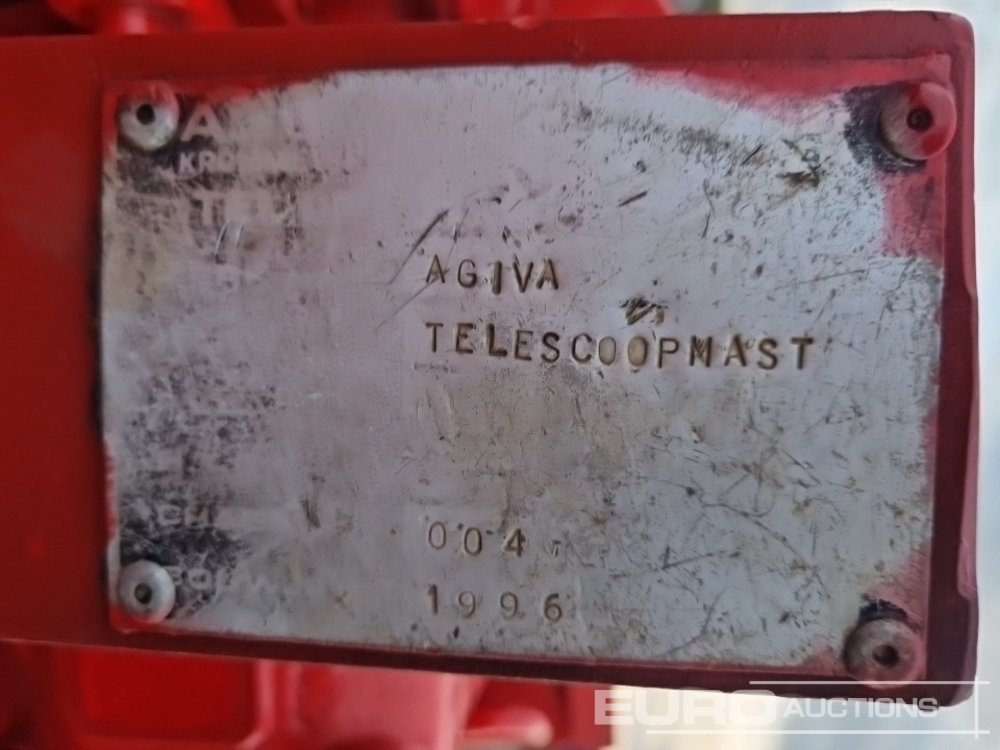 A
AGIVA
TELESCOOPMAST
004
1996
EURO AUCTIONS